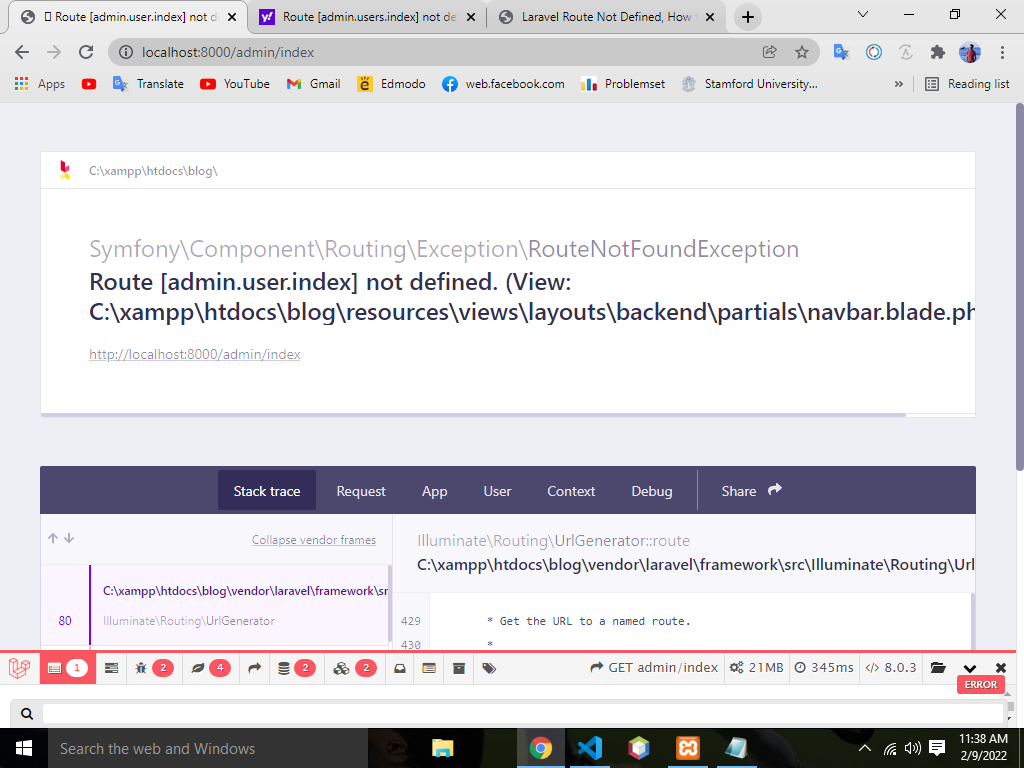 Route [admin.user.index] not d
Route [admin.users.index] not de
Laravel Route Not Defined, How
localhost:8000/admin/index
Apps
Translate
YouTube
Gmail
Edmodo
web.facebook.com
Problemset
Stamford University...
»
Reading list
C:\xampp\htdocs\blog\
Symfony\Component\Routing\Exception\RouteNotFoundException
Route [admin.user.index] not defined. (View:
C:\xampp\htdocs\blog\resources\views\layouts\backend\partials\navbar.blade.ph
http://localhost:8000/admin/index
Stack trace
Request
App
User
Context
Debug
Share
Collapse vendor frames
Illuminate\Routing\UrlGenerator::route
C:\xampp\htdocs\blog\vendor\laravel\framework\src\Illuminate\Routing\Url
C:\xampp\htdocs\blog\vendor\laravel\framework\sr
80
Illuminate\Routing\UrlGenerator
429 * Get the URL to a named route.
430 *
1
2
4
2
2
GET admin/index
21MB
345ms
8.0.3
ERROR
Search the web and Windows
11:38 AM
2/9/2022